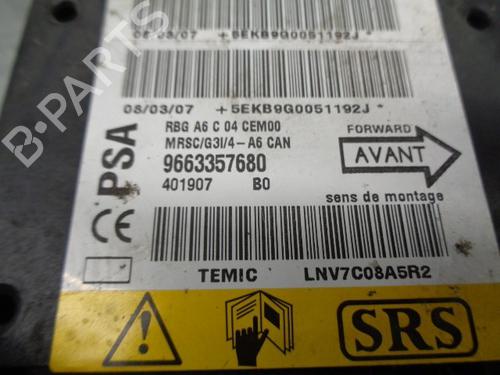 08/03/07 +5EKB9G0051192J*
08/03/07 +5EKB9G0051192J*
PSA
RBG A6 C 04 CEM00
MRSC/G3I/4-A6 CAN
9663357680
401907 B0
FORWARD
AVANT
sens de montage
CE
TEMIC LNV7C08A5R2
SRS
B-PARTS